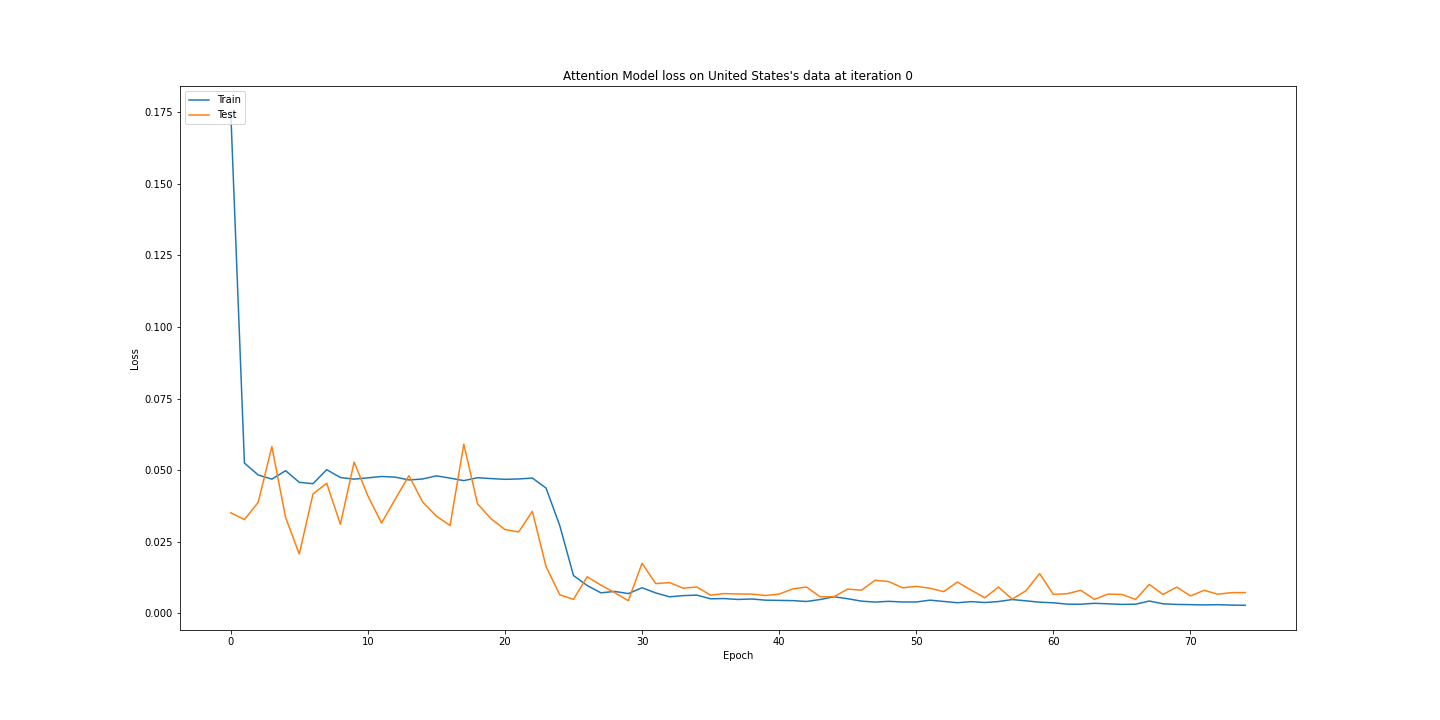 Attention Model loss on United States's data at iteration 0
Train
Test
0.175
0.150
0.125
0.100
0.075
0.050
0.025
0.000
Loss
0 10 20 30 40 50 60 70
Epoch